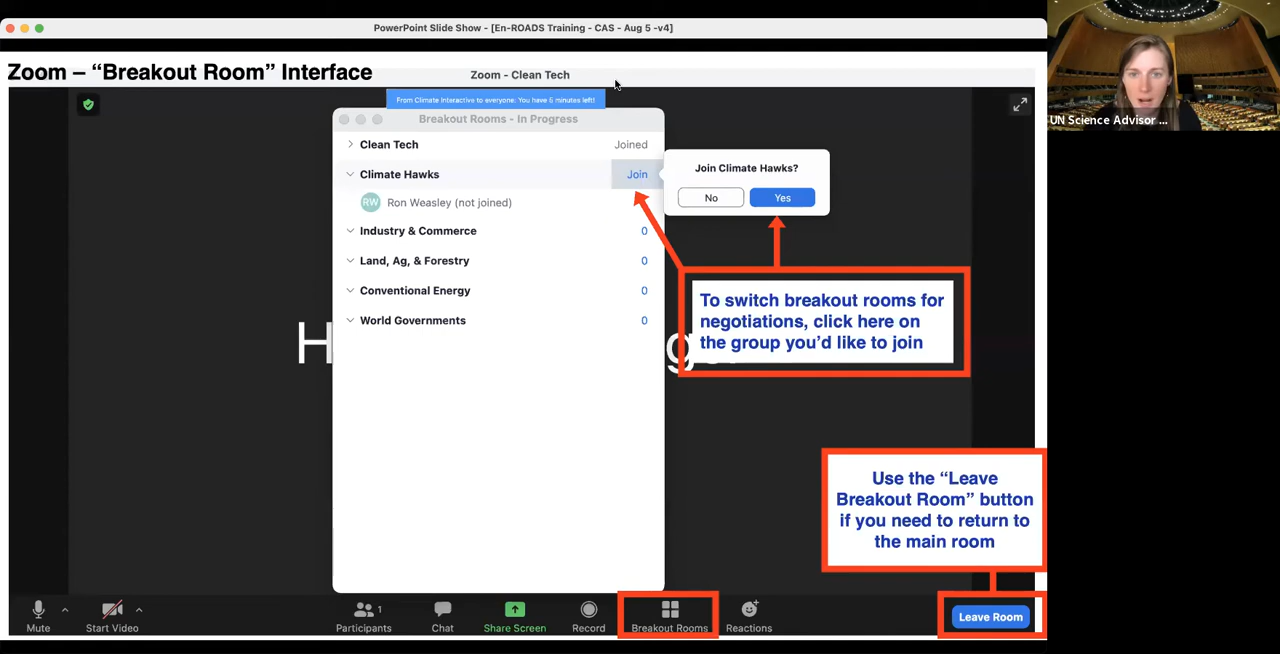 PowerPoint Slide Show - [En-ROADS Training - CAS - Aug 5 -v4]
Zoom – “Breakout Room” Interface
Zoom - Clean Tech
From Climate Interactive to everyone: You have 6 minutes left!
Breakout Rooms - In Progress
Clean Tech Joined
Climate Hawks Join
RW Ron Weasley (not joined)
Industry & Commerce 0
Land, Ag, & Forestry 0
Conventional Energy 0
World Governments 0
Join Climate Hawks?
No Yes
To switch breakout rooms for
negotiations, click here on
the group you’d like to join
Use the “Leave
Breakout Room” button
if you need to return to
the main room
Mute
Start Video
Participants 1
Chat
Share Screen
Record
Breakout Rooms
Reactions
Leave Room
UN Science Advisor ...